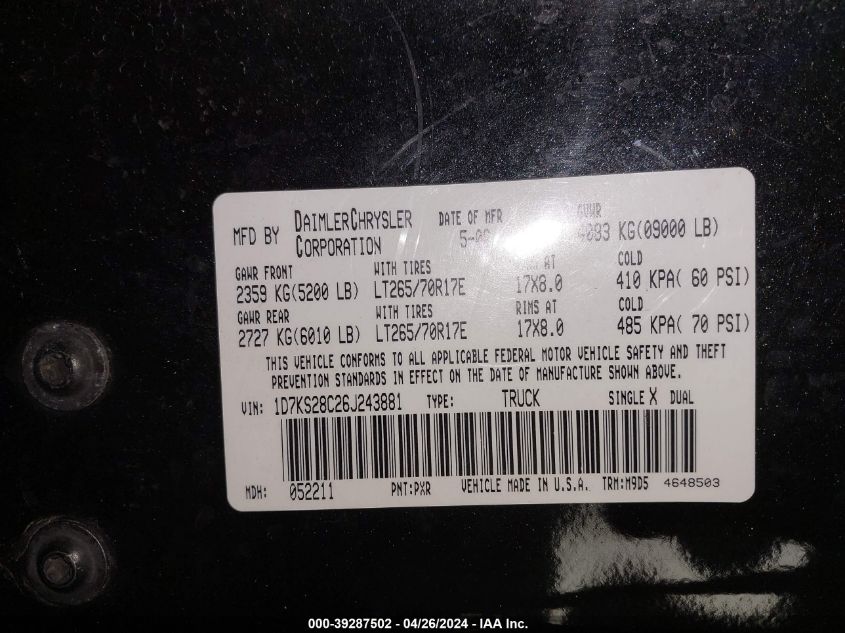 MFD BY DAIMLERCHRYSLER CORPORATION DATE OF MFR GVWR
KG(09000 LB)
GAWR FRONT WITH TIRES AT COLD
2359 KG(5200 LB) LT265/70R17E 17X8.0 410 KPA( 60 PSI)
GAWR REAR WITH TIRES RIMS AT COLD
2727 KG(6010 LB) LT265/70R17E 17X8.0 485 KPA( 70 PSI)
THIS VEHICLE CONFORMS TO ALL APPLICABLE FEDERAL MOTOR VEHICLE SAFETY AND THEFT
PREVENTION STANDARDS IN EFFECT ON THE DATE OF MANUFACTURE SHOWN ABOVE.
VIN: 1D7KS28C26J243881 TYPE: TRUCK SINGLE X DUAL
MDH: 052211 PNT:PXR VEHICLE MADE IN U.S.A. TRM:M9D5 4648503
000-39287502 - 04/26/2024 - IAA Inc.